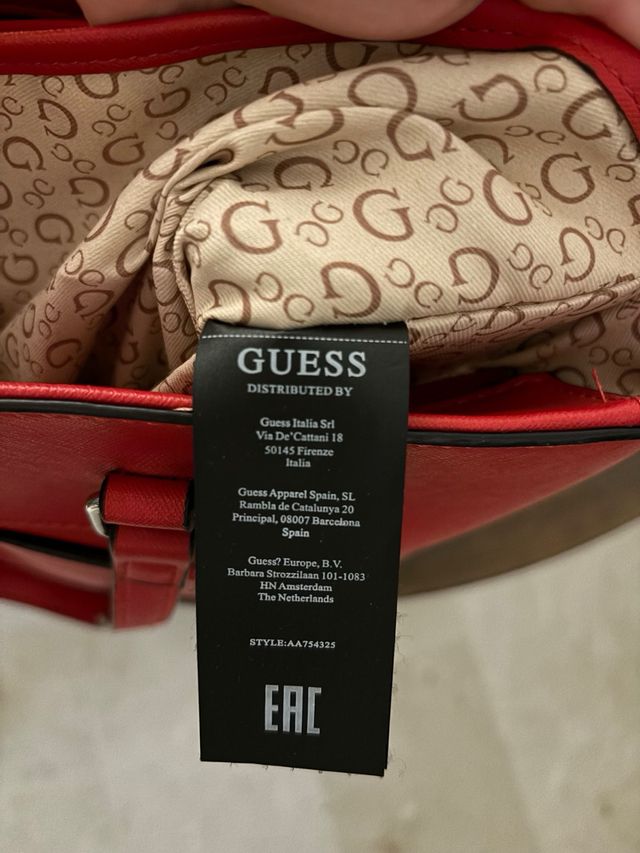 GUESS
DISTRIBUTED BY
Guess Italia Srl
Via De'Cattani 18
50145 Firenze
Italia
Guess Apparel Spain, SL
Rambla de Catalunya 20
Principal, 08007 Barcelona
Spain
Guess? Europe, B.V.
Barbara Strozzilaan 101-1083
HN Amsterdam
The Netherlands
STYLE:AA754325
EAC